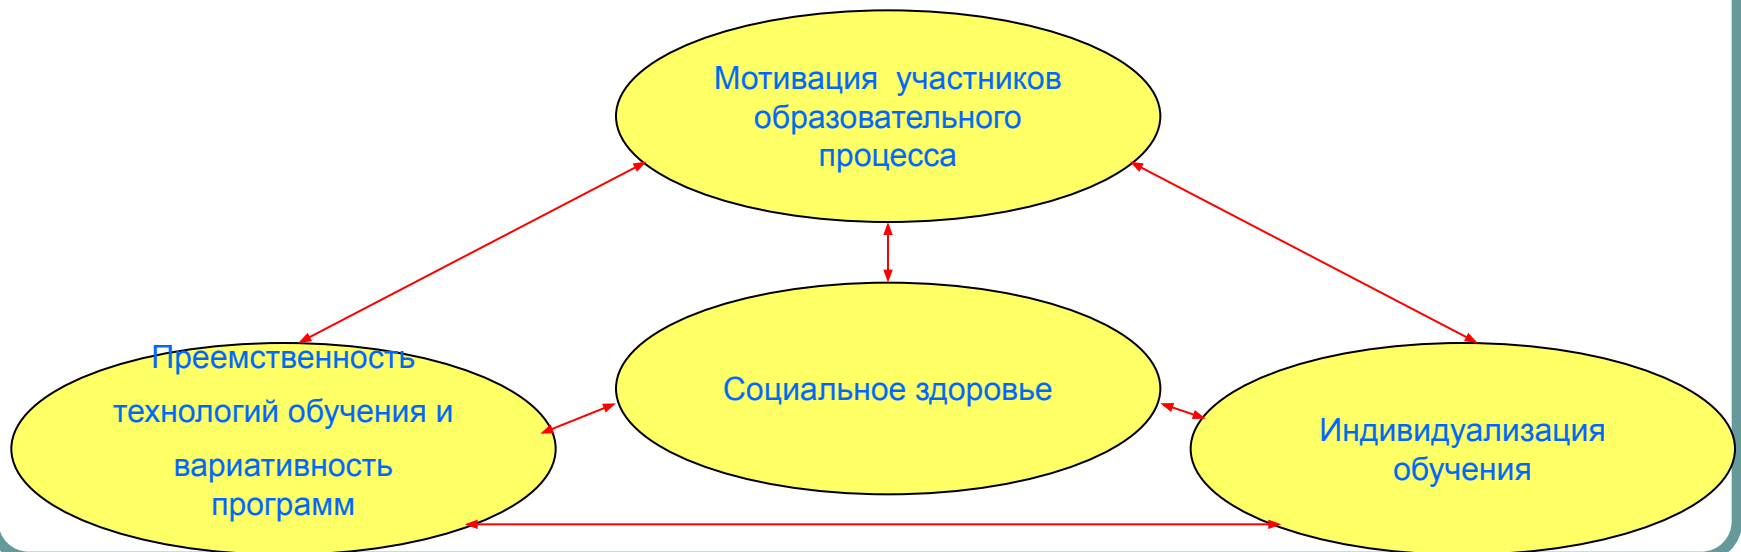 Мотивация участников
образовательного
процесса
Социальное здоровье
Преемственность
технологий обучения и
вариативность
программ
Индивидуализация
обучения